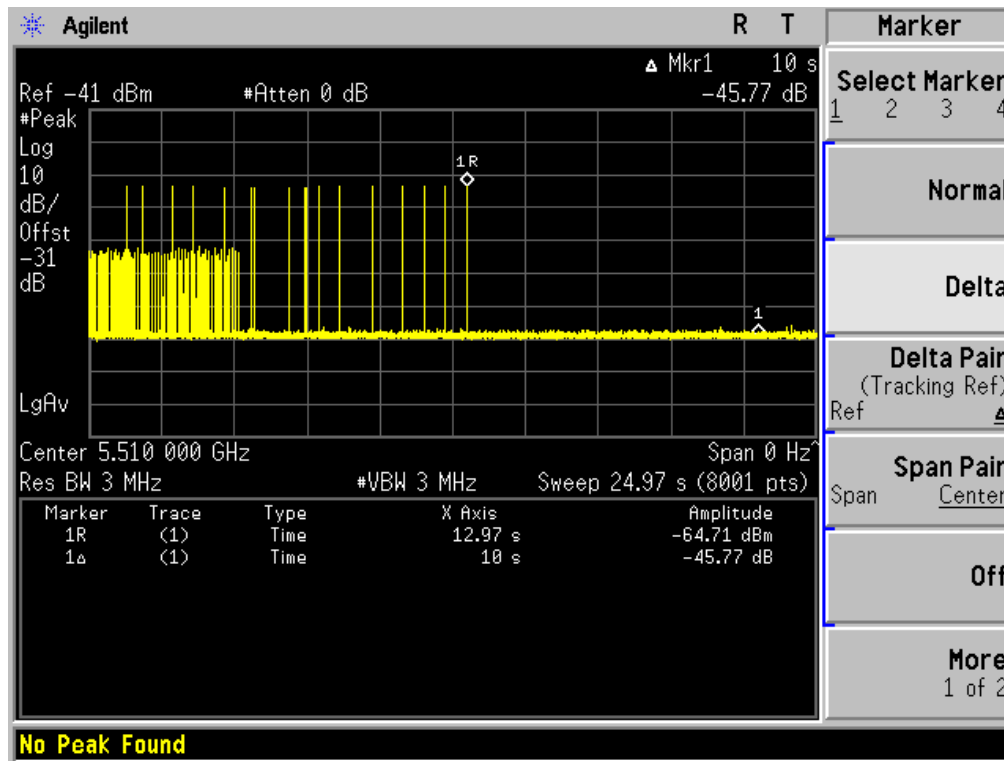 Agilent R T
Marker
Δ Mkr1 10 s
Ref -41 dBm #Atten 0 dB -45.77 dB
#Peak
Log
10
dB/
Offst
-31
dB
LgAv
1R
1
Center 5.510 000 GHz Span 0 Hz^
Res BW 3 MHz #VBW 3 MHz Sweep 24.97 s (8001 pts)
Marker Trace Type X Axis Amplitude
1R (1) Time 12.97 s -64.71 dBm
1Δ (1) Time 10 s -45.77 dB
No Peak Found
Select Marker
1 2 3 4
Normal
Delta
Delta Pair
(Tracking Ref)
Ref Δ
Span Pair
Span Center
Off
More
1 of 2